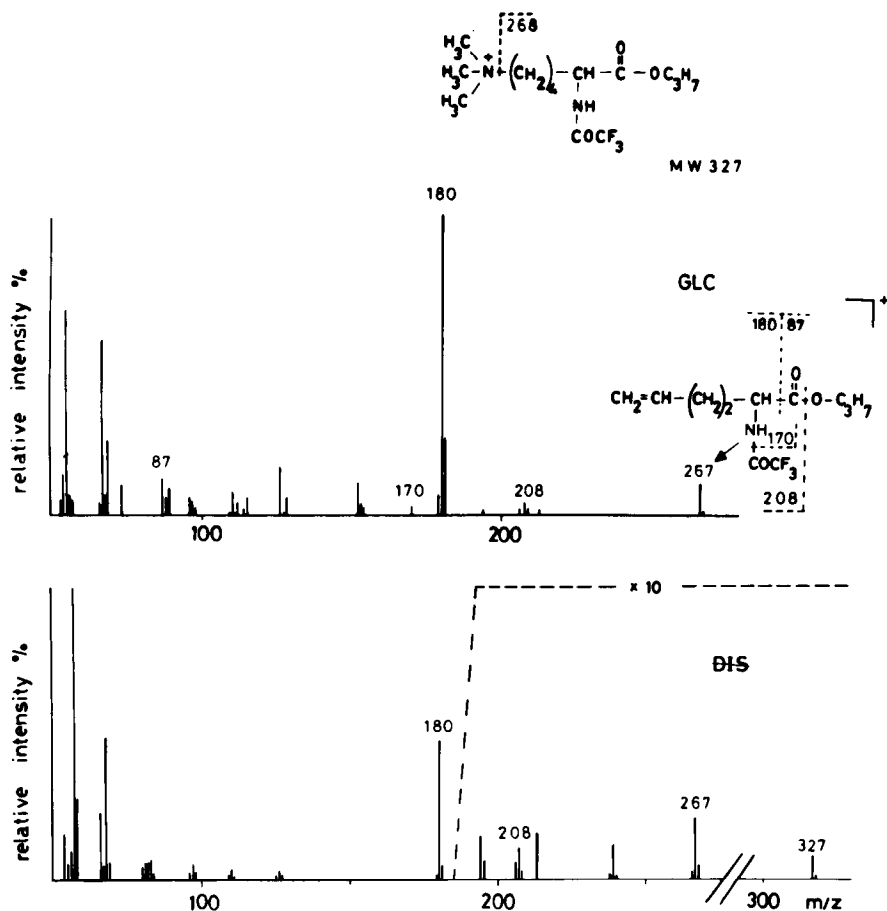 268
H₃C
H₃C-N⁺-(CH₂)₄-CH-C-O-C₃H₇
H₃C
O
NH
COCF₃
MW 327
180
GLC
+
180 87
O
CH₂=CH-(CH₂)₂-CH-C-O-C₃H₇
NH
170
COCF₃
208
267
87
170
208
relative intensity %
100
200
× 10
DIS
180
208
267
327
relative intensity %
100
200
300
m/z